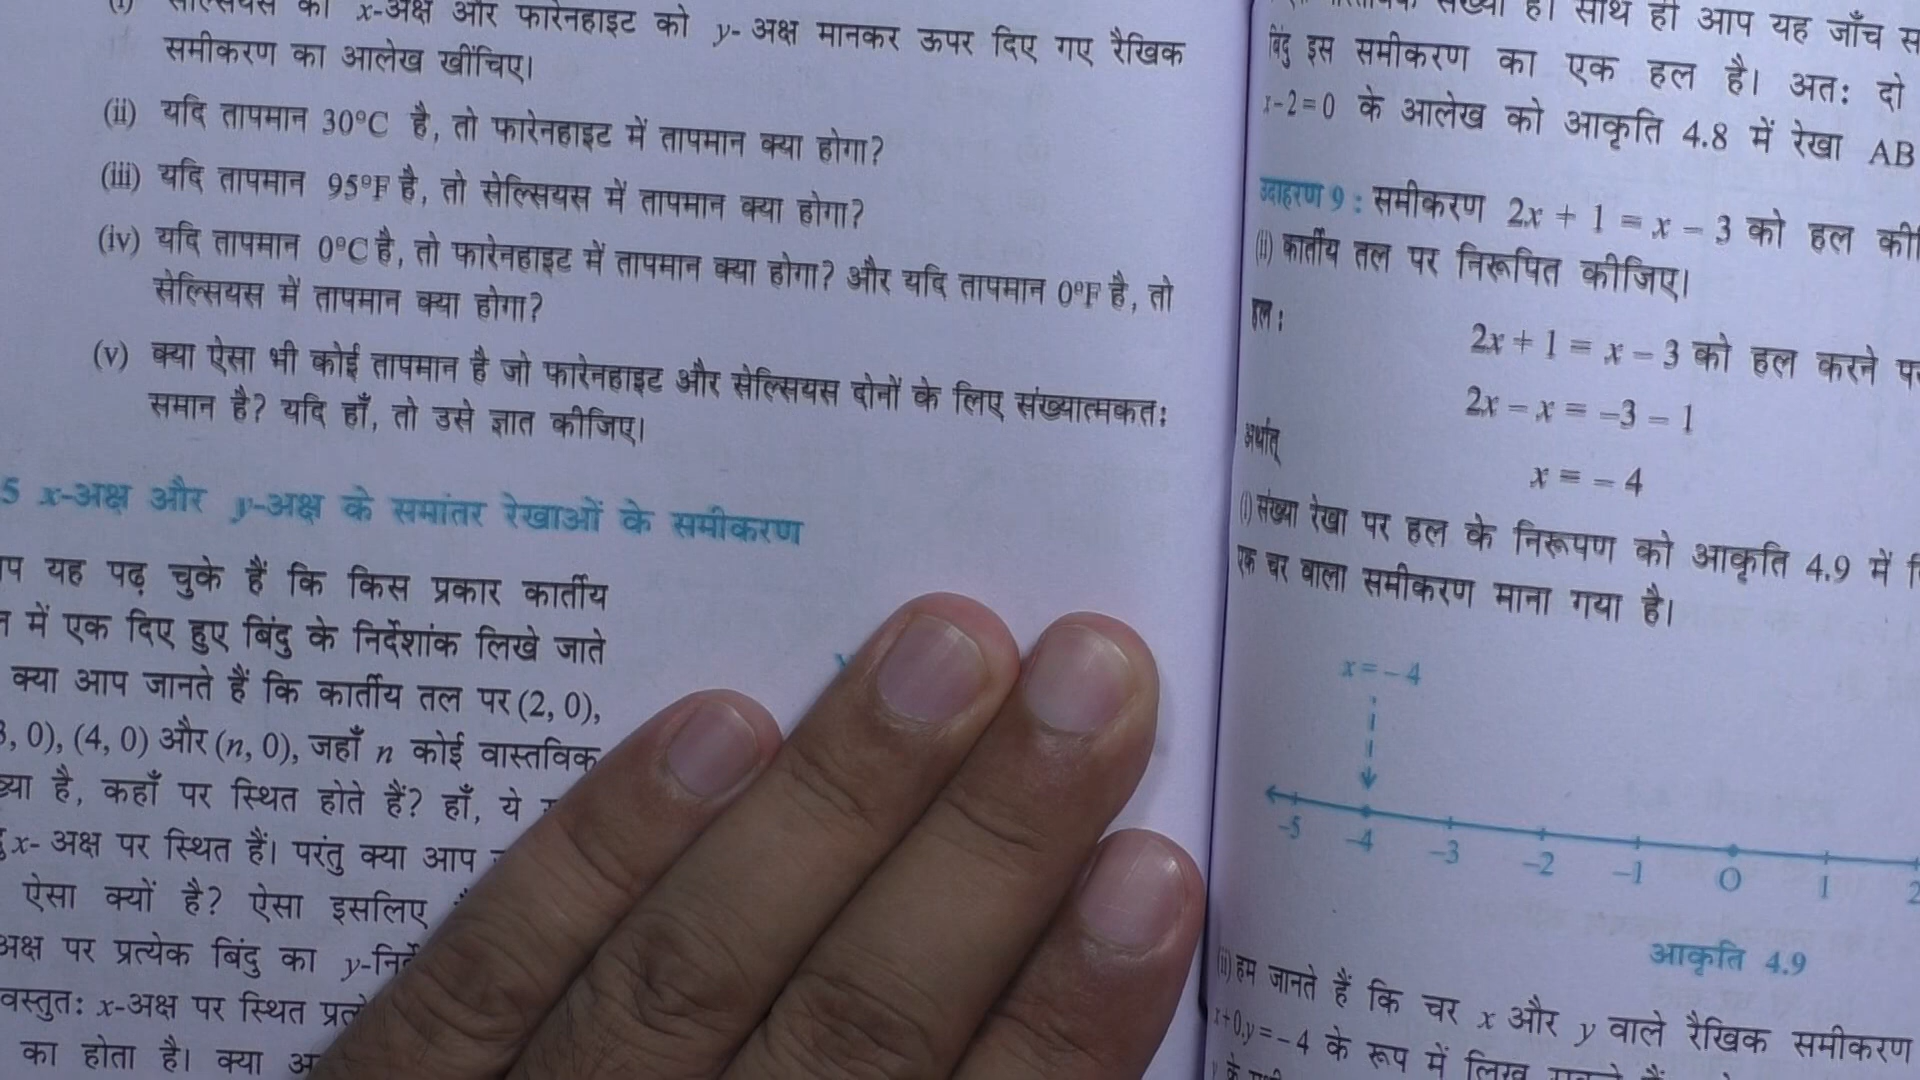 x-अक्ष और फारेनहाइट को y- अक्ष मानकर ऊपर दिए गए रैखिक
समीकरण का आलेख खींचिए।
(ii) यदि तापमान 30°C है, तो फारेनहाइट में तापमान क्या होगा?
(iii) यदि तापमान 95°F है, तो सेल्सियस में तापमान क्या होगा?
(iv) यदि तापमान 0°C है, तो फारेनहाइट में तापमान क्या होगा? और यदि तापमान 0°F है, तो
सेल्सियस में तापमान क्या होगा?
(v) क्या ऐसा भी कोई तापमान है जो फारेनहाइट और सेल्सियस दोनों के लिए संख्यात्मकत:
समान है? यदि हाँ, तो उसे ज्ञात कीजिए।
5 x-अक्ष और y-अक्ष के समांतर रेखाओं के समीकरण
यह पढ़ चुके हैं कि किस प्रकार कार्तीय
में एक दिए हुए बिंदु के निर्देशांक लिखे जाते
क्या आप जानते हैं कि कार्तीय तल पर (2, 0),
, 0), (4, 0) और (n, 0), जहाँ n कोई वास्तविक
है, कहाँ पर स्थित होते हैं? हाँ, ये
x- अक्ष पर स्थित हैं। परंतु क्या आप
ऐसा क्यों है? ऐसा इसलिए
अक्ष पर प्रत्येक बिंदु का
वस्तुत: x-अक्ष पर स्थित
का होता है। क्या
है। साथ ही आप यह जाँच
बिंदु इस समीकरण का एक हल है। अत: दो
x-2=0 के आलेख को आकृति 4.8 में रेखा AB
उदाहरण 9 : समीकरण 2x + 1 = x – 3 को हल
(ii) कार्तीय तल पर निरूपित कीजिए।
हल :
2x + 1 = x – 3 को हल करने
2x – x = –3 – 1
अर्थात्
x = – 4
(i) संख्या रेखा पर हल के निरूपण को आकृति 4.9 में
एक चर वाला समीकरण माना गया है।
x = – 4
–5 –4 –3 –2 –1 O 1 2
आकृति 4.9
(ii) हम जानते हैं कि चर x और y वाले रैखिक समीकरण
x+0.y = – 4 के रूप में